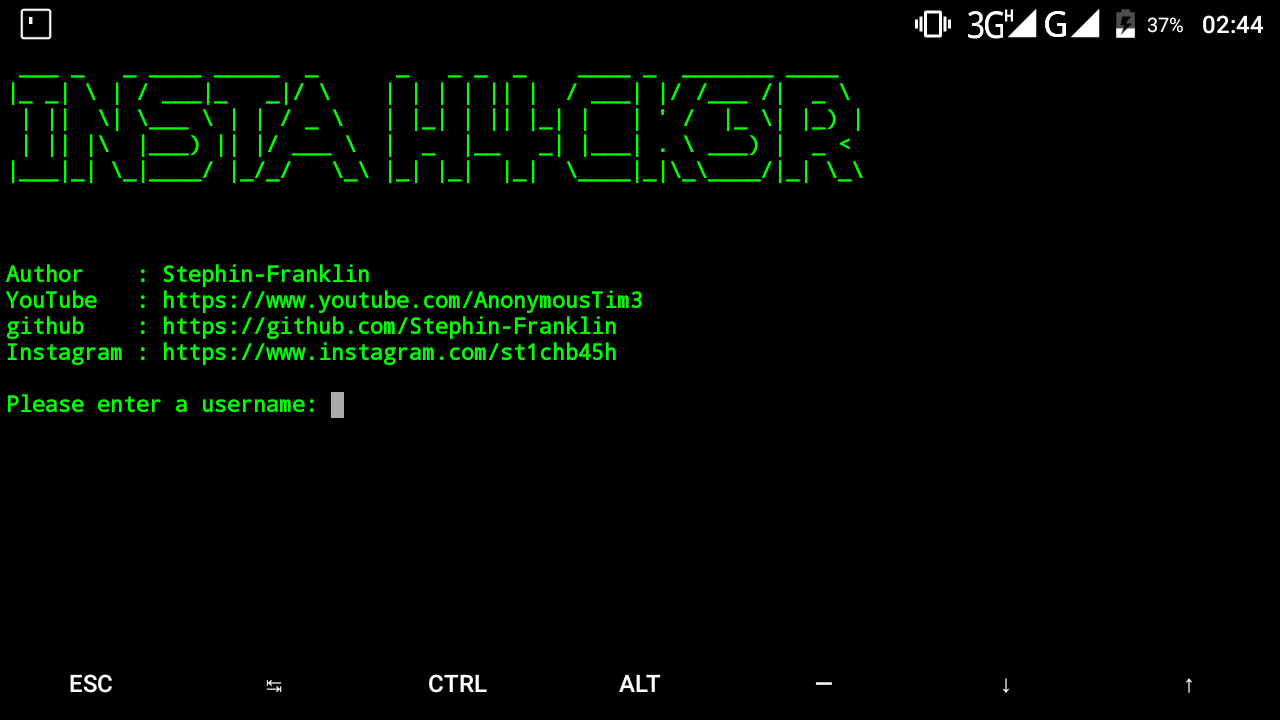 3G H G 37% 02:44
INSTA H4CK3R
Author : Stephin-Franklin
YouTube : https://www.youtube.com/AnonymousTim3
github : https://github.com/Stephin-Franklin
Instagram : https://www.instagram.com/st1chb45h
Please enter a username:
ESC ↹ CTRL ALT — ↓ ↑